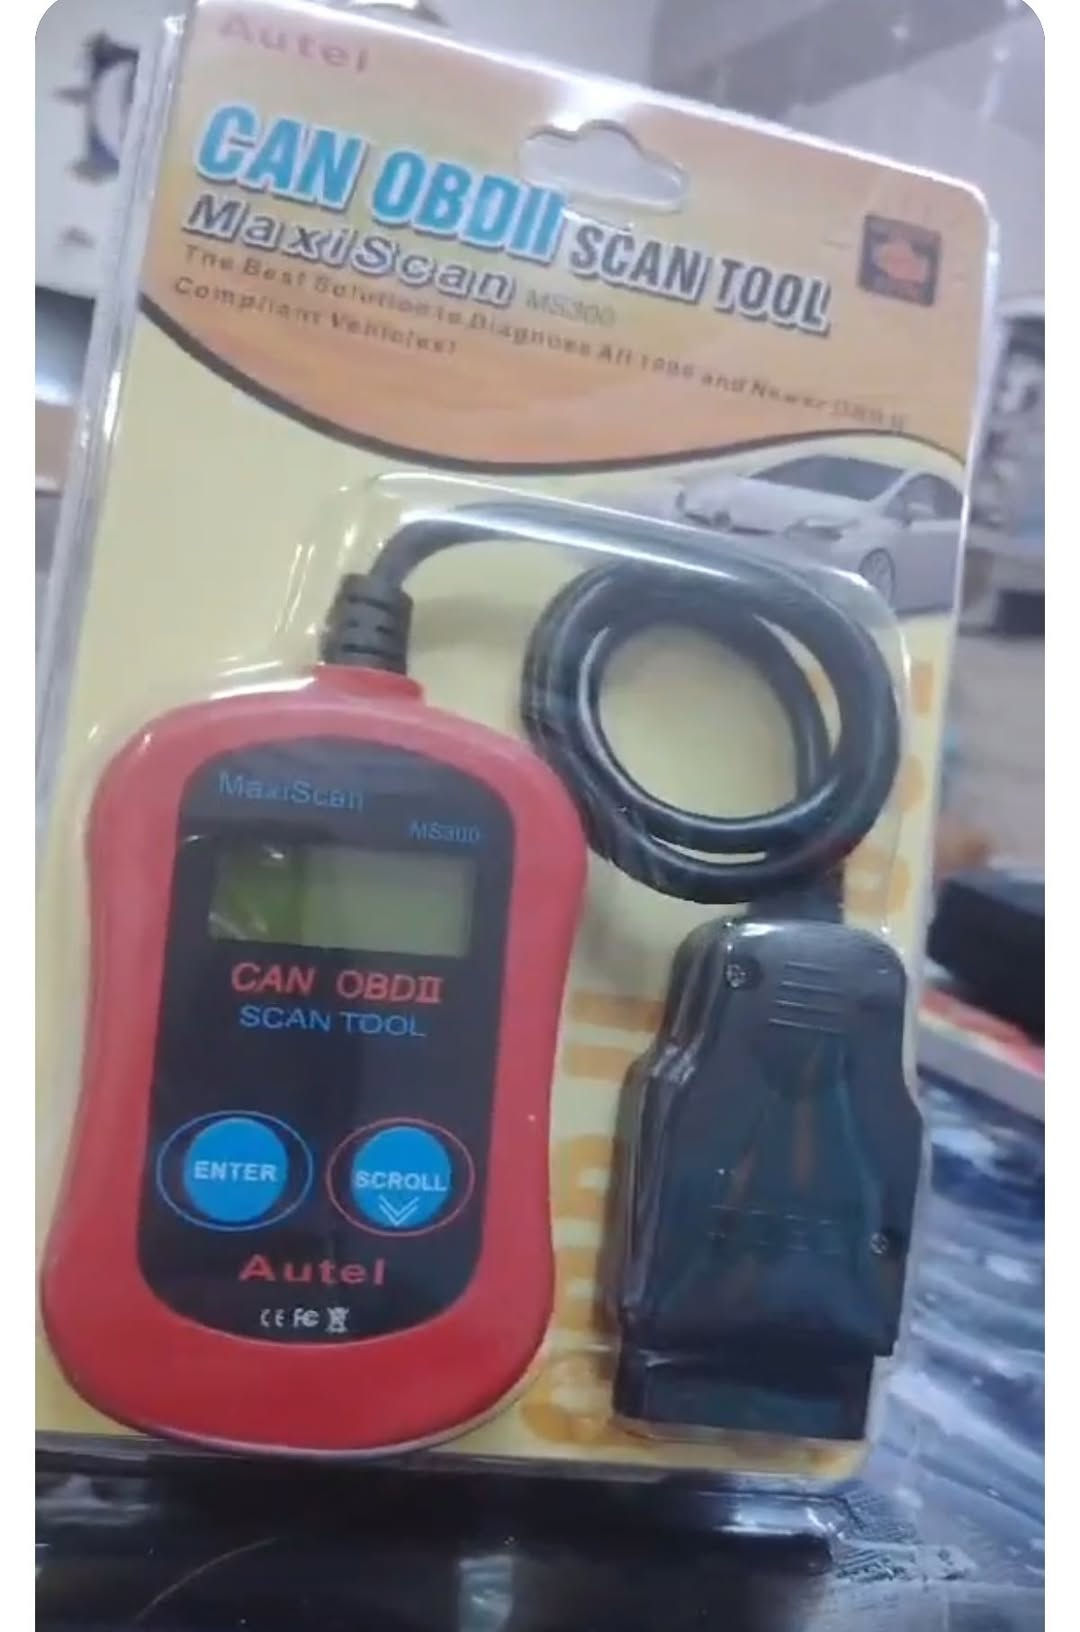 Autel
CAN OBDII SCAN TOOL
MaxiScan MS300
The Best Solution to Diagnose All 1996 and Newer OBD II
Compliant Vehicles!
MaxiScan
MS300
CAN OBDII
SCAN TOOL
ENTER
SCROLL
Autel
CE FC